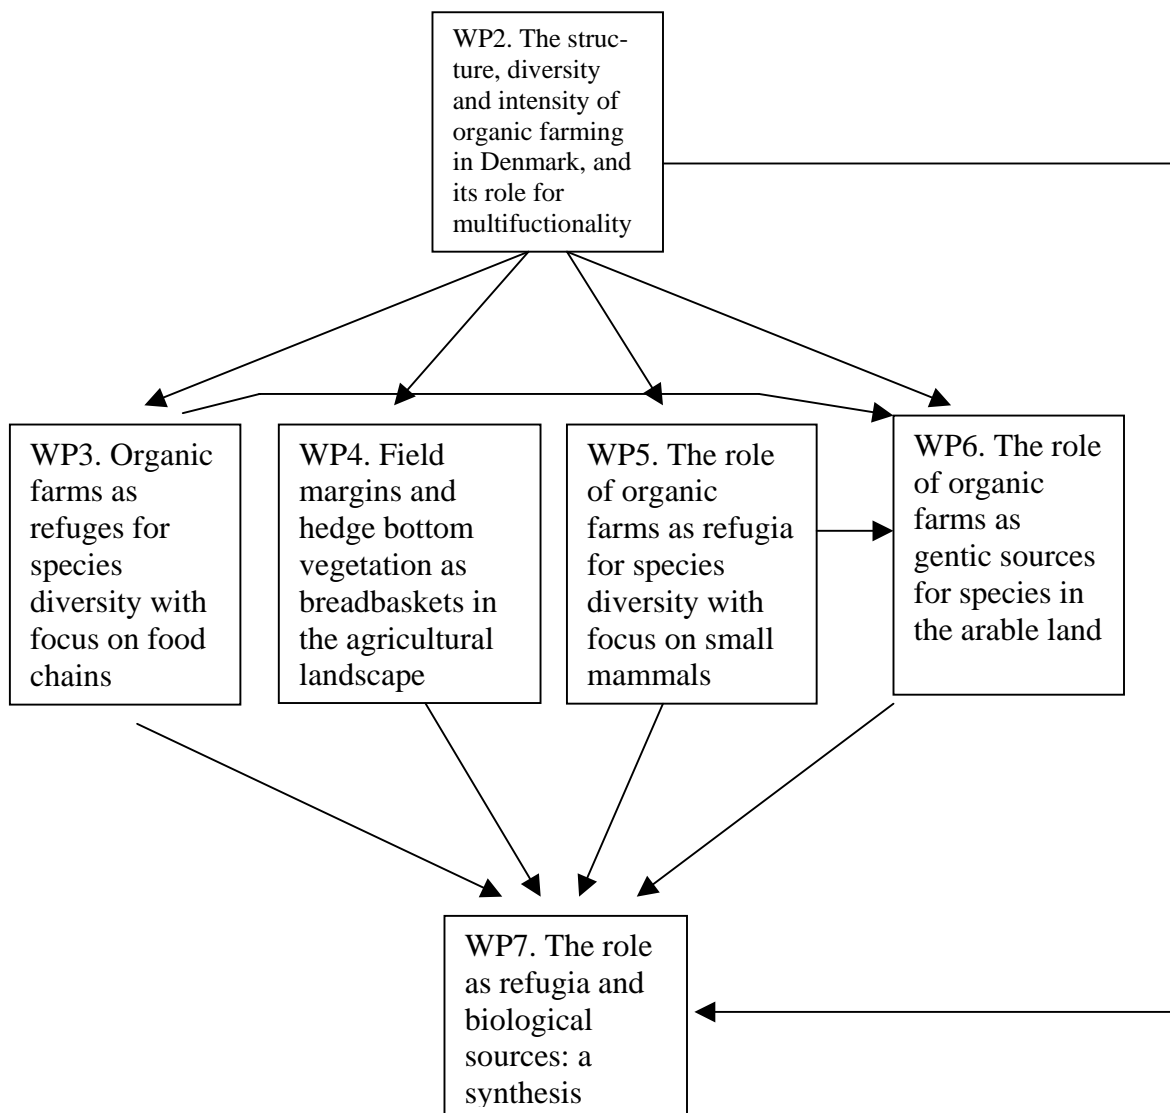 WP2. The struc-
ture, diversity
and intensity of
organic farming
in Denmark, and
its role for
multifuctionality
WP3. Organic
farms as
refuges for
species
diversity with
focus on food
chains
WP4. Field
margins and
hedge bottom
vegetation as
breadbaskets in
the agricultural
landscape
WP5. The role
of organic
farms as refugia
for species
diversity with
focus on small
mammals
WP6. The role
of organic
farms as
gentic sources
for species in
the arable land
WP7. The role
as refugia and
biological
sources: a
synthesis